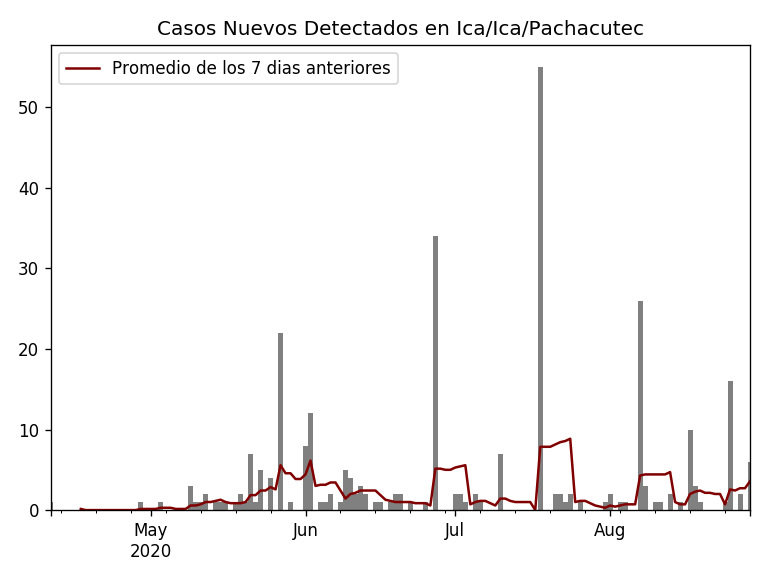 Casos Nuevos Detectados en Ica/Ica/Pachacutec
Promedio de los 7 dias anteriores
50
40
30
20
10
0
May Jun Jul Aug
2020